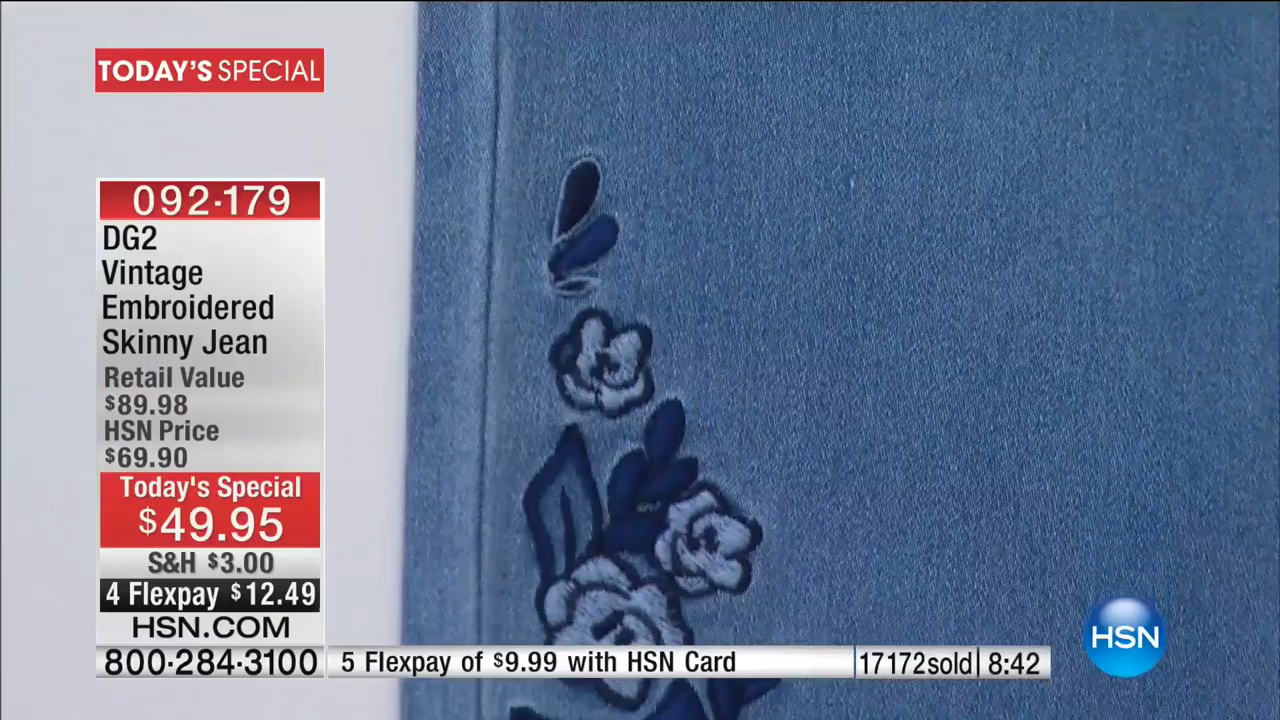 TODAY'S SPECIAL
092-179
DG2
Vintage
Embroidered
Skinny Jean
Retail Value
$89.98
HSN Price
$69.90
Today's Special
$49.95
S&H $3.00
4 Flexpay $12.49
HSN.COM
800-284-3100
5 Flexpay of $9.99 with HSN Card
17172sold
8:42
HSN